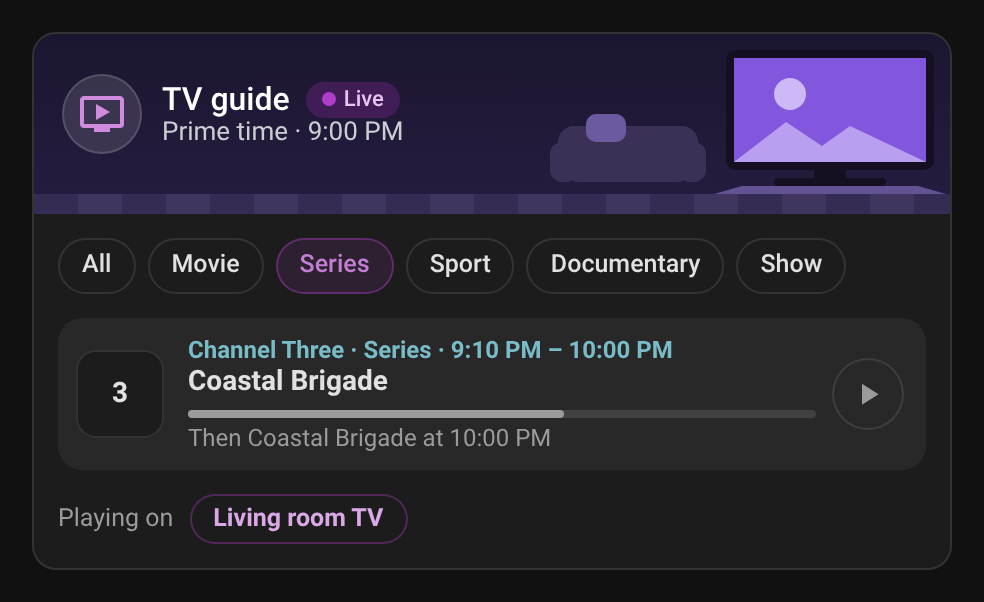 TV guide
Live
Prime time · 9:00 PM
All
Movie
Series
Sport
Documentary
Show
3
Channel Three · Series · 9:10 PM – 10:00 PM
Coastal Brigade
Then Coastal Brigade at 10:00 PM
Playing on
Living room TV